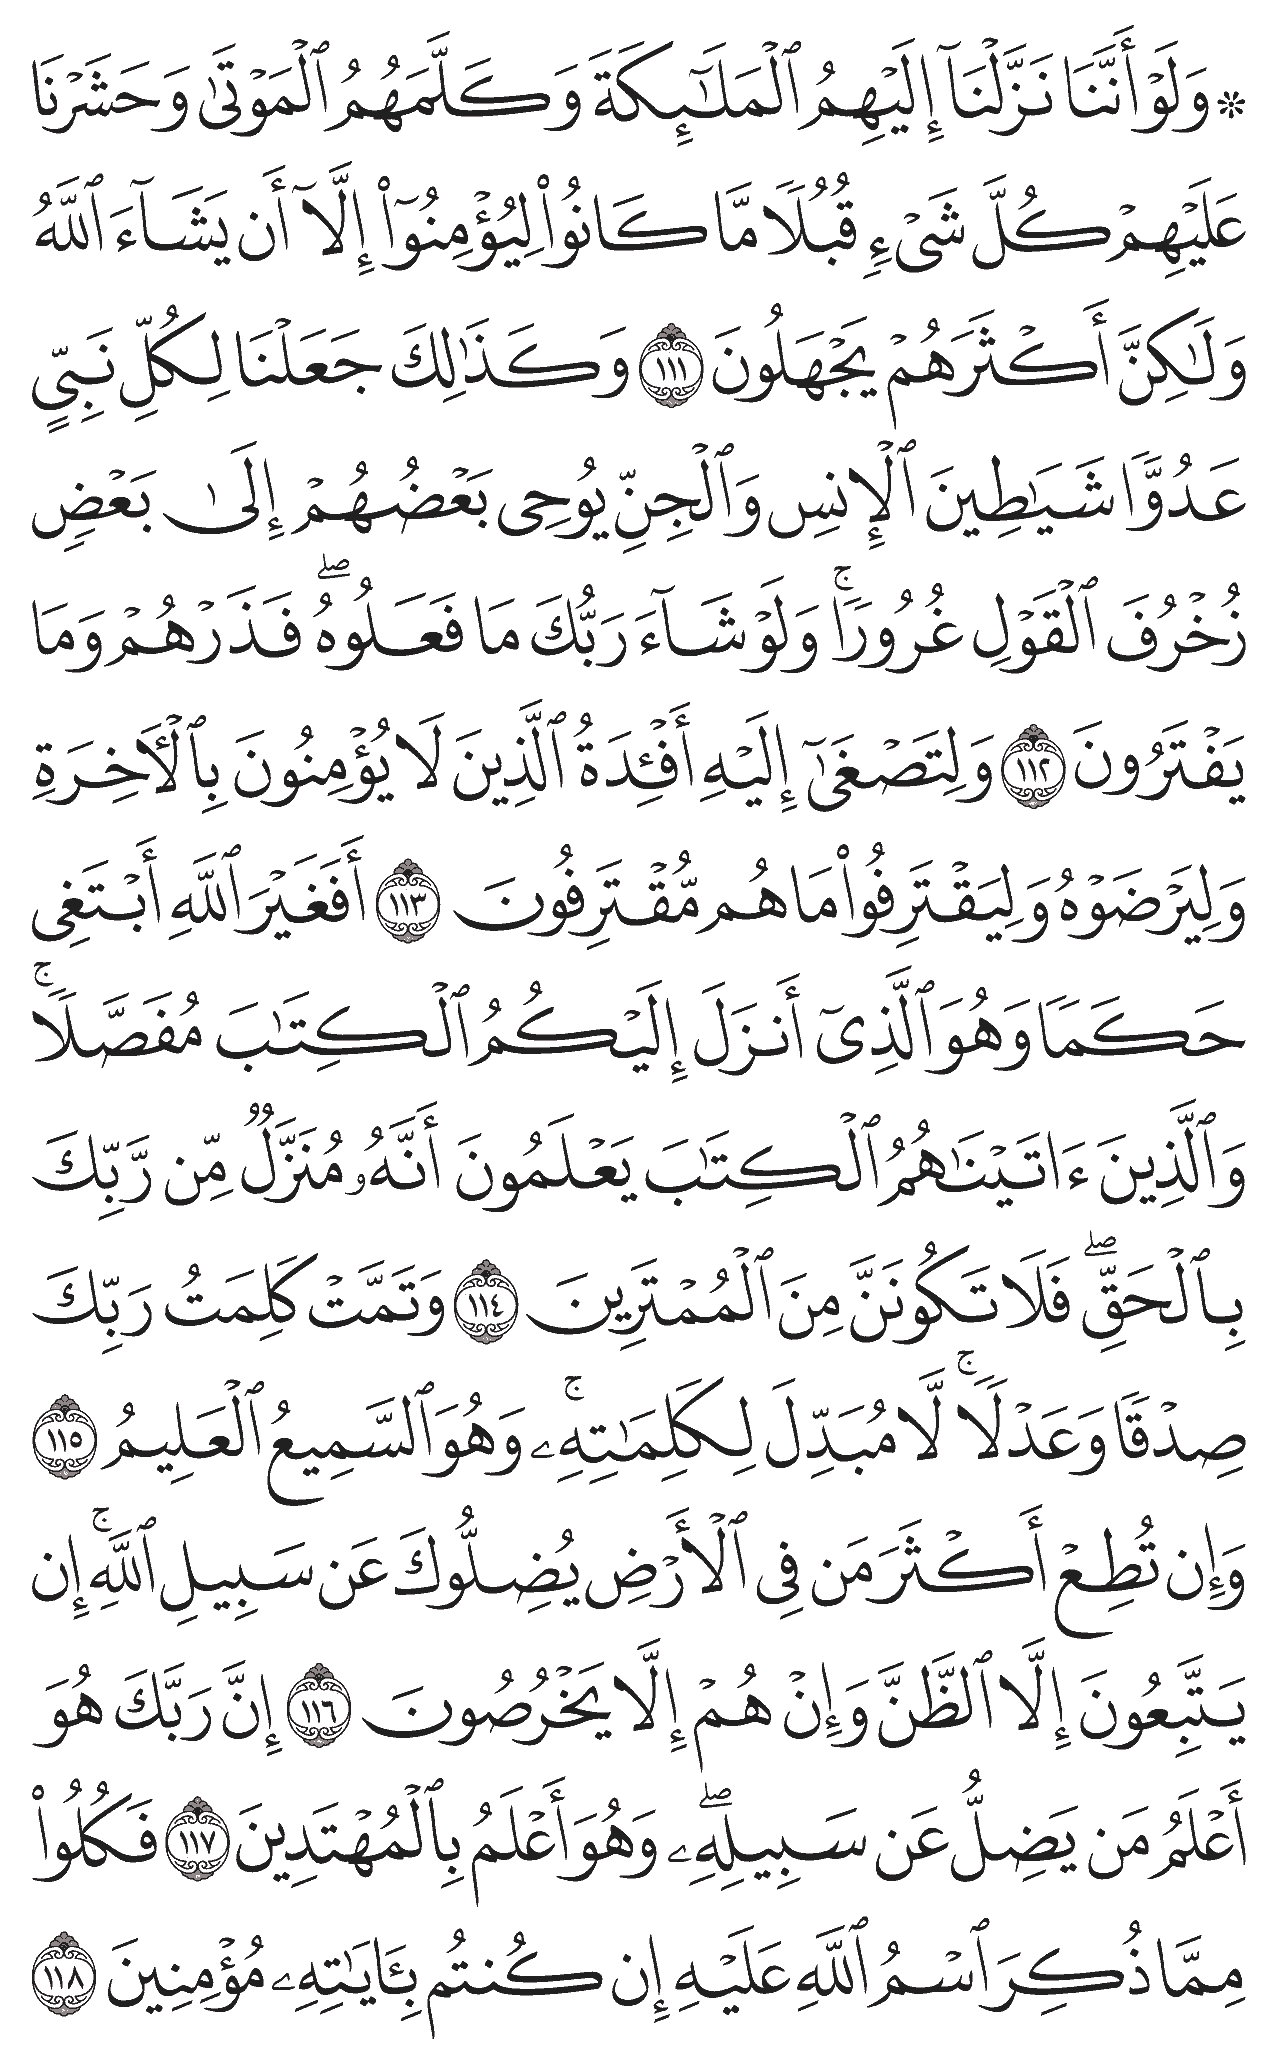 ۞ وَلَوْ أَنَّنَا نَزَّلْنَآ إِلَيْهِمُ ٱلْمَلَـٰٓئِكَةَ وَكَلَّمَهُمُ ٱلْمَوْتَىٰ وَحَشَرْنَا
عَلَيْهِمْ كُلَّ شَىْءٍ قُبُلًا مَّا كَانُوا۟ لِيُؤْمِنُوٓا۟ إِلَّآ أَن يَشَآءَ ٱللَّهُ
وَلَـٰكِنَّ أَكْثَرَهُمْ يَجْهَلُونَ ١١١ وَكَذَٰلِكَ جَعَلْنَا لِكُلِّ نَبِىٍّ
عَدُوًّا شَيَـٰطِينَ ٱلْإِنسِ وَٱلْجِنِّ يُوحِى بَعْضُهُمْ إِلَىٰ بَعْضٍ
زُخْرُفَ ٱلْقَوْلِ غُرُورًا ۚ وَلَوْ شَآءَ رَبُّكَ مَا فَعَلُوهُ ۖ فَذَرْهُمْ وَمَا
يَفْتَرُونَ ١١٢ وَلِتَصْغَىٰٓ إِلَيْهِ أَفْـِٔدَةُ ٱلَّذِينَ لَا يُؤْمِنُونَ بِٱلْـَٔاخِرَةِ
وَلِيَرْضَوْهُ وَلِيَقْتَرِفُوا۟ مَا هُم مُّقْتَرِفُونَ ١١٣ أَفَغَيْرَ ٱللَّهِ أَبْتَغِى
حَكَمًا وَهُوَ ٱلَّذِىٓ أَنزَلَ إِلَيْكُمُ ٱلْكِتَـٰبَ مُفَصَّلًا ۚ
وَٱلَّذِينَ ءَاتَيْنَـٰهُمُ ٱلْكِتَـٰبَ يَعْلَمُونَ أَنَّهُۥ مُنَزَّلٌ مِّن رَّبِّكَ
بِٱلْحَقِّ ۖ فَلَا تَكُونَنَّ مِنَ ٱلْمُمْتَرِينَ ١١٤ وَتَمَّتْ كَلِمَتُ رَبِّكَ
صِدْقًا وَعَدْلًا ۚ لَّا مُبَدِّلَ لِكَلِمَـٰتِهِۦ ۚ وَهُوَ ٱلسَّمِيعُ ٱلْعَلِيمُ ١١٥
وَإِن تُطِعْ أَكْثَرَ مَن فِى ٱلْأَرْضِ يُضِلُّوكَ عَن سَبِيلِ ٱللَّهِ ۚ إِن
يَتَّبِعُونَ إِلَّا ٱلظَّنَّ وَإِنْ هُمْ إِلَّا يَخْرُصُونَ ١١٦ إِنَّ رَبَّكَ هُوَ
أَعْلَمُ مَن يَضِلُّ عَن سَبِيلِهِۦ ۖ وَهُوَ أَعْلَمُ بِٱلْمُهْتَدِينَ ١١٧ فَكُلُوا۟
مِمَّا ذُكِرَ ٱسْمُ ٱللَّهِ عَلَيْهِ إِن كُنتُم بِـَٔايَـٰتِهِۦ مُؤْمِنِينَ ١١٨